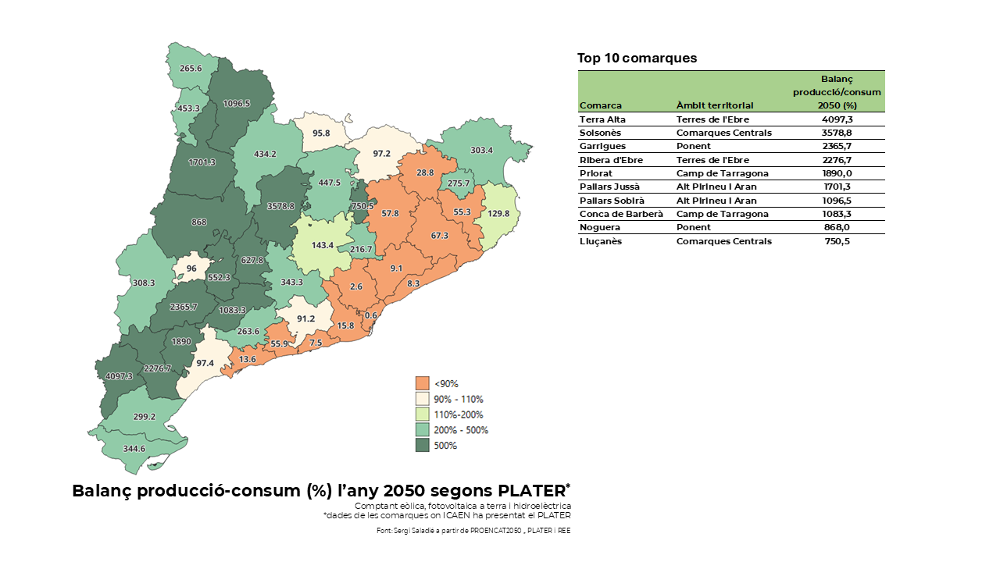 265.6
453.3
1096.5
95.8
97.2
303.4
1701.3
434.2
447.5
28.8
275.7
3578.8
750.5
57.8
55.3
129.8
868
67.3
143.4
216.7
308.3
96
552.3
627.8
343.3
9.1
8.3
2.6
2365.7
1083.3
91.2
0.6
15.8
263.6
1890
55.9
7.5
97.4
13.6
4097.3
2276.7
299.2
344.6
<90%
90% - 110%
110%-200%
200% - 500%
500%
Balanç producció-consum (%) l’any 2050 segons PLATER*
Comptant eòlica, fotovoltaica a terra i hidroelèctrica
*dades de les comarques on ICAEN ha presentat el PLATER
Font: Sergi Saladié a partir de PROENCAT2050 , PLATER i REE
Top 10 comarques
Comarca Àmbit territorial Balanç producció/consum 2050 (%)
Terra Alta Terres de l'Ebre 4097,3
Solsonès Comarques Centrals 3578,8
Garrigues Ponent 2365,7
Ribera d'Ebre Terres de l'Ebre 2276,7
Priorat Camp de Tarragona 1890,0
Pallars Jussà Alt Pirineu i Aran 1701,3
Pallars Sobirà Alt Pirineu i Aran 1096,5
Conca de Barberà Camp de Tarragona 1083,3
Noguera Ponent 868,0
Lluçanès Comarques Centrals 750,5